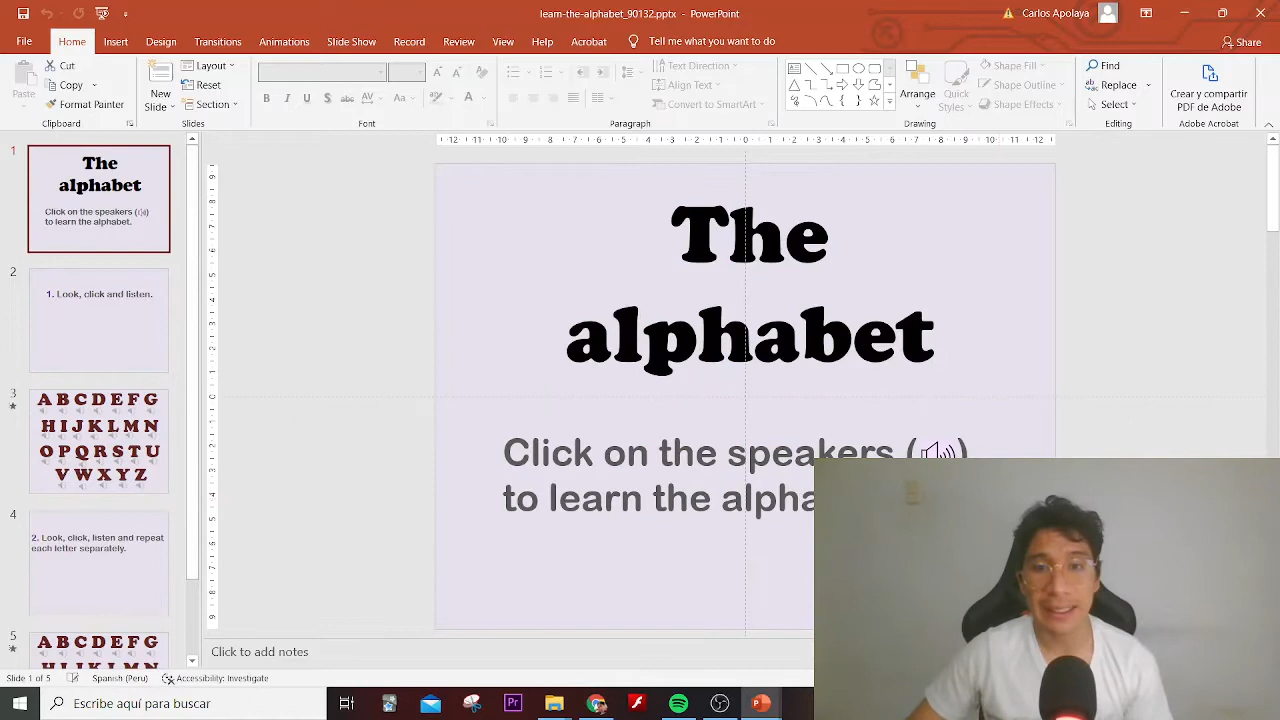 learn-the-alphabet_90132.pptx - PowerPoint
Carlos Apolaya
File Home Insert Design Transitions Animations Slide Show Record Review View Help Acrobat Tell me what you want to do
Share
Paste
Cut
Copy
Format Painter
Clipboard
New
Slide
Layout
Reset
Section
Slides
Font
Text Direction
Align Text
Convert to SmartArt
Paragraph
Arrange
Quick
Styles
Shape Fill
Shape Outline
Shape Effects
Drawing
Find
Replace
Select
Editing
Crear y compartir
PDF de Adobe
Adobe Acrobat
1
The
alphabet
Click on the speakers ( )
to learn the alphabet.
2
1. Look, click and listen.
3
A B C D E F G
H I J K L M N
O P Q R S T U
V W X Y Z
4
2. Look, click, listen and repeat
each letter separately.
5
A B C D E F G
H I J K L M N
The
alphabet
Click on the speakers ( )
to learn the alpha
Click to add notes
Slide 1 of 5 Spanish (Peru) Accessibility: Investigate
Escribe aquí para buscar